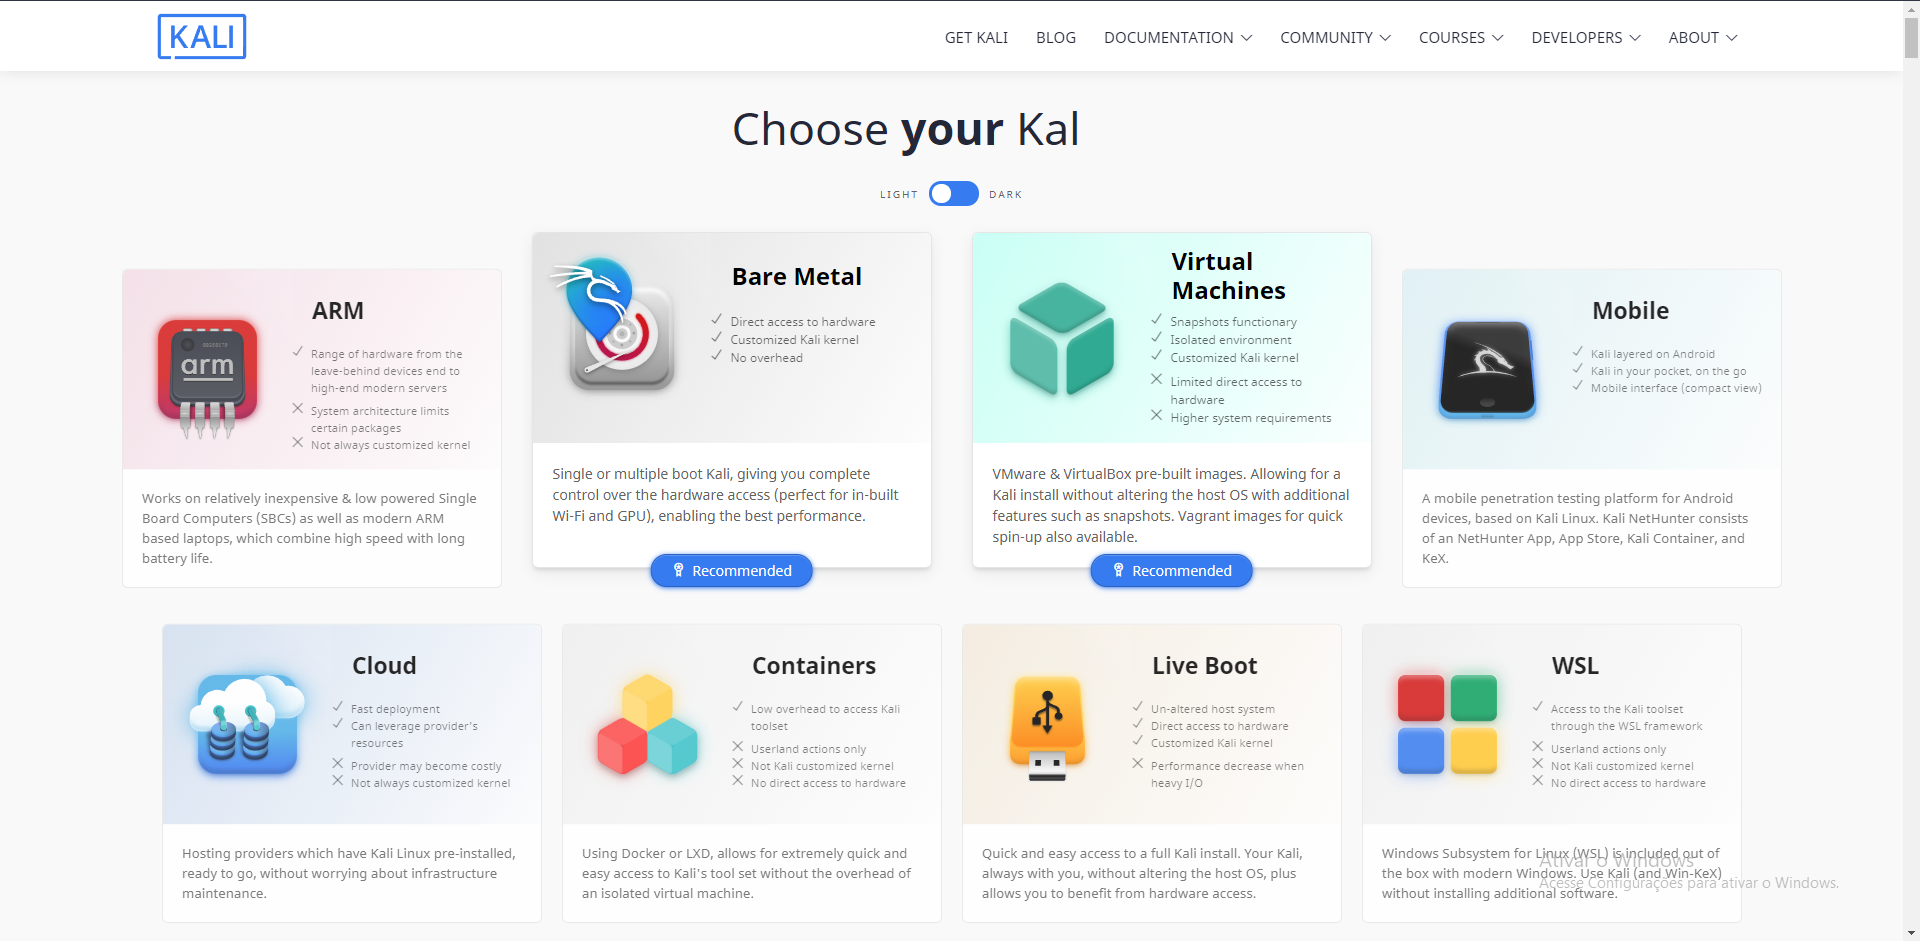 KALI
GET KALI BLOG DOCUMENTATION COMMUNITY COURSES DEVELOPERS ABOUT
Choose your Kal
LIGHT DARK
ARM
arm
Range of hardware from the
leave-behind devices end to
high-end modern servers
System architecture limits
certain packages
Not always customized kernel
Works on relatively inexpensive & low powered Single
Board Computers (SBCs) as well as modern ARM
based laptops, which combine high speed with long
battery life.
Bare Metal
Direct access to hardware
Customized Kali kernel
No overhead
Single or multiple boot Kali, giving you complete
control over the hardware access (perfect for in-built
Wi-Fi and GPU), enabling the best performance.
Recommended
Virtual
Machines
Snapshots functionary
Isolated environment
Customized Kali kernel
Limited direct access to
hardware
Higher system requirements
VMware & VirtualBox pre-built images. Allowing for a
Kali install without altering the host OS with additional
features such as snapshots. Vagrant images for quick
spin-up also available.
Recommended
Mobile
Kali layered on Android
Kali in your pocket, on the go
Mobile interface (compact view)
A mobile penetration testing platform for Android
devices, based on Kali Linux. Kali NetHunter consists
of an NetHunter App, App Store, Kali Container, and
KeX.
Cloud
Fast deployment
Can leverage provider's
resources
Provider may become costly
Not always customized kernel
Hosting providers which have Kali Linux pre-installed,
ready to go, without worrying about infrastructure
maintenance.
Containers
Low overhead to access Kali
toolset
Userland actions only
Not Kali customized kernel
No direct access to hardware
Using Docker or LXD, allows for extremely quick and
easy access to Kali's tool set without the overhead of
an isolated virtual machine.
Live Boot
Un-altered host system
Direct access to hardware
Customized Kali kernel
Performance decrease when
heavy I/O
Quick and easy access to a full Kali install. Your Kali,
always with you, without altering the host OS, plus
allows you to benefit from hardware access.
WSL
Access to the Kali toolset
through the WSL framework
Userland actions only
Not Kali customized kernel
No direct access to hardware
Windows Subsystem for Linux (WSL) is included out of
the box with modern Windows. Use Kali (and Win-KeX)
without installing additional software.
Ativar o Windows
Acesse Configurações para ativar o Windows.